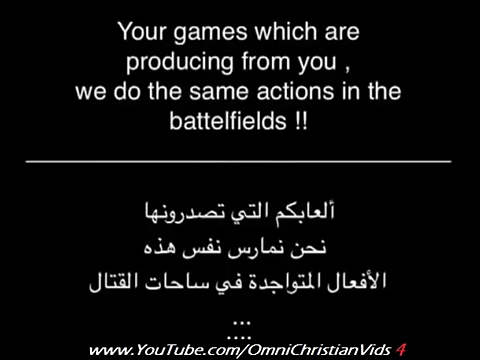 Your games which are
producing from you ,
we do the same actions in the
battelfields !!
ألعابكم التي تصدرونها
نحن نمارس نفس هذه
الأفعال المتواجدة في ساحات القتال
...
....
www.YouTube.com/OmniChristianVids 4